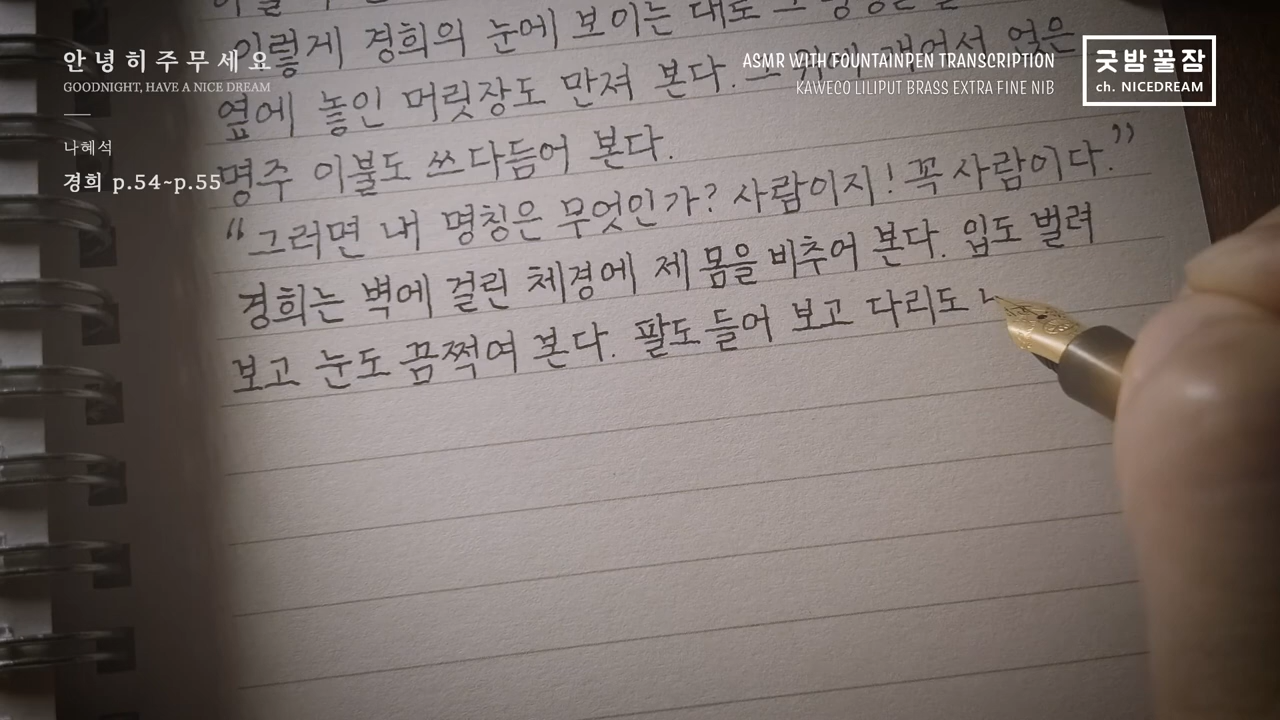 안녕히주무세요
GOODNIGHT, HAVE A NICE DREAM
나혜석
경희 p.54~p.55
ASMR WITH FOUNTAINPEN TRANSCRIPTION
KAWECO LILIPUT BRASS EXTRA FINE NIB
굿밤꿀잠
ch. NICEDREAM
이렇게 경희의 눈에 보이는 대로 그
옆에 놓인 머릿장도 만져 본다. 얹은
명주 이불도 쓰다듬어 본다.
“그러면 내 명칭은 무엇인가? 사람이지! 꼭 사람이다.”
경희는 벽에 걸린 체경에 제 몸을 비추어 본다. 입도 벌려
보고 눈도 끔쩍여 본다. 팔도 들어 보고 다리도